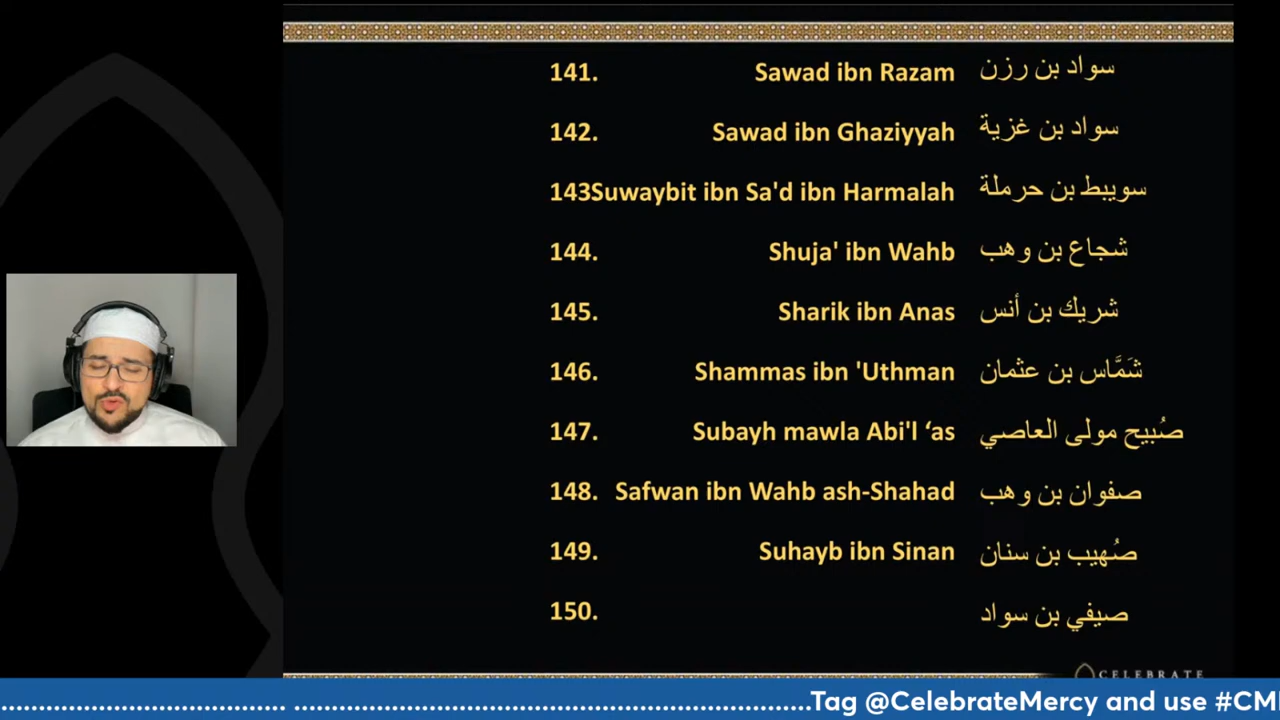 141. Sawad ibn Razam سواد بن رزن
142. Sawad ibn Ghaziyyah سواد بن غزية
143Suwaybit ibn Sa'd ibn Harmalah سويبط بن حرملة
144. Shuja' ibn Wahb شجاع بن وهب
145. Sharik ibn Anas شريك بن أنس
146. Shammas ibn 'Uthman شَمَّاس بن عثمان
147. Subayh mawla Abi'l ‘as صُبيح مولى العاصي
148. Safwan ibn Wahb ash-Shahad صفوان بن وهب
149. Suhayb ibn Sinan صُهيب بن سنان
150. صيفي بن سواد
CELEBRATE
Tag @CelebrateMercy and use #CM